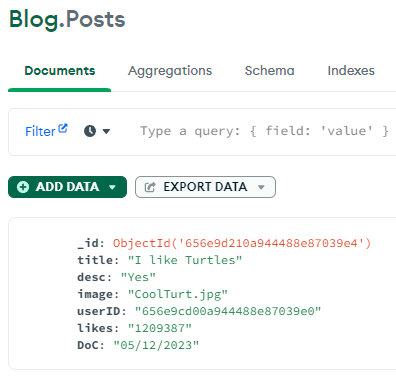 Blog.Posts
Documents Aggregations Schema Indexes
Filter Type a query: { field: 'value' }
ADD DATA EXPORT DATA
_id: ObjectId('656e9d210a944488e87039e4')
title: "I like Turtles"
desc: "Yes"
image: "CoolTurt.jpg"
userID: "656e9cd00a944488e87039e0"
likes: "1209387"
DoC: "05/12/2023"